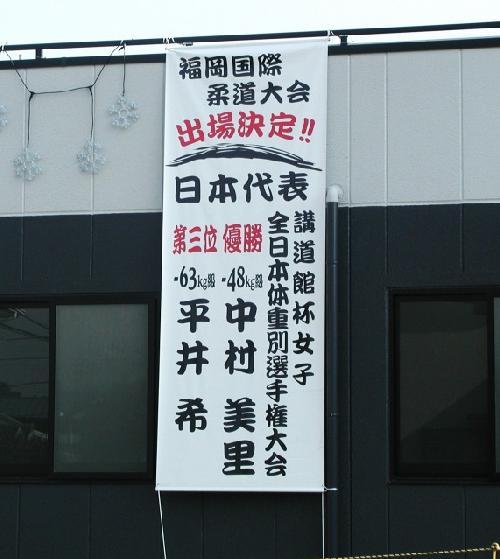 福岡国際
柔道大会
出場決定!!
日本代表
講道館杯女子
全日本体重別選手権大会
優勝
-48kg級
中村美里
第三位
-63kg級
平井希